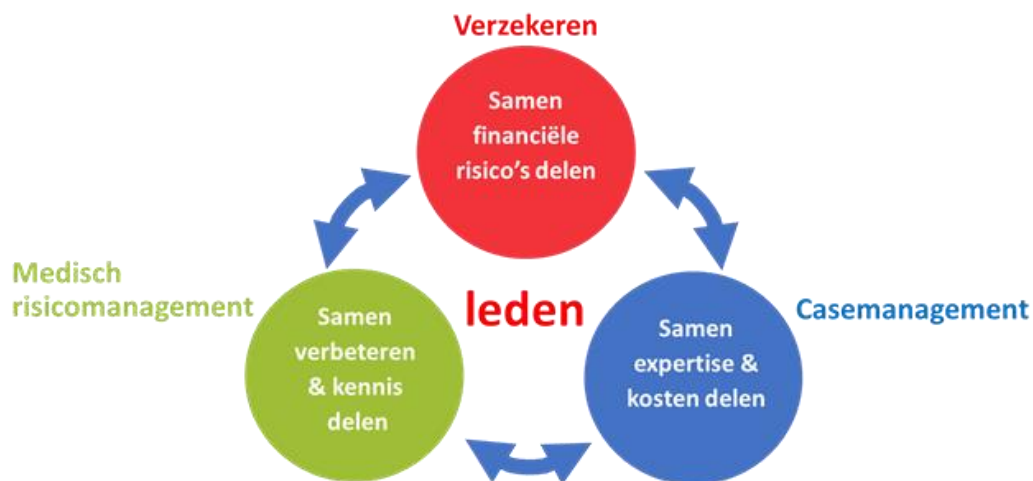 Verzekeren
Samen
financiële
risico's delen
Medisch
risicomanagement
leden
Casemanagement
Samen
verbeteren
& kennis
delen
Samen
expertise &
kosten delen